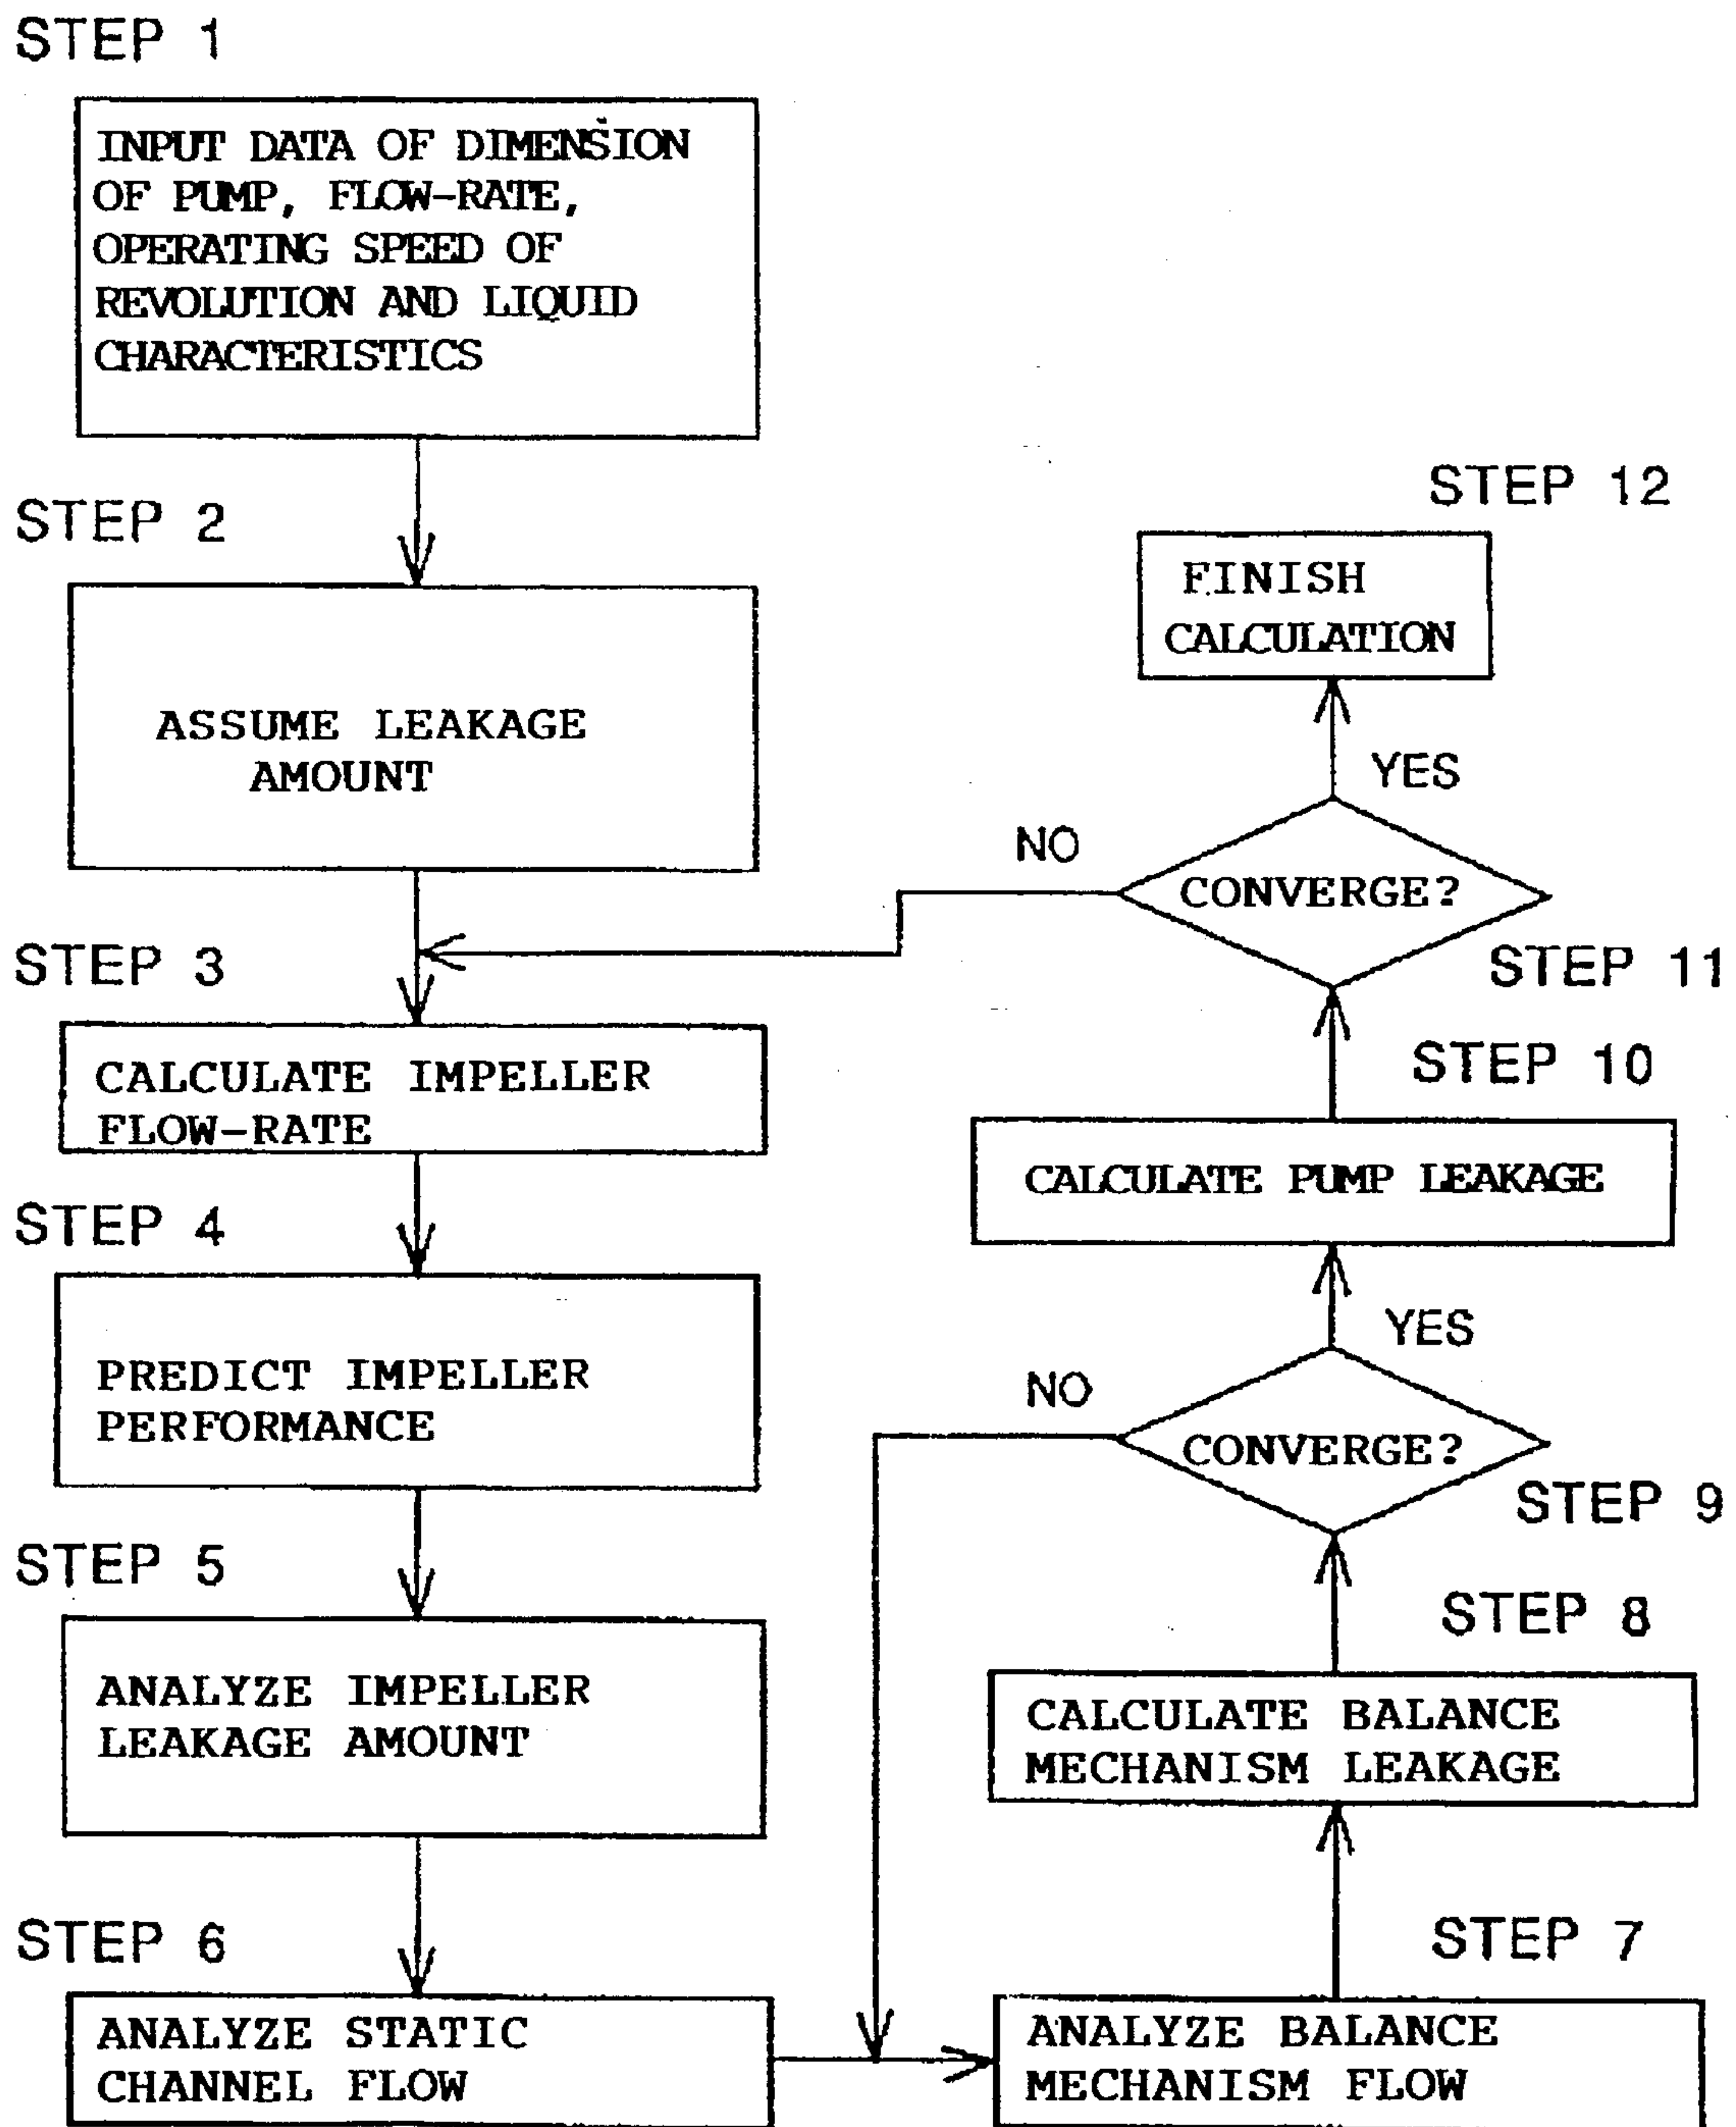 STEP 1
INPUT DATA OF DIMENSION
OF PUMP, FLOW-RATE,
OPERATING SPEED OF
REVOLUTION AND LIQUID
CHARACTERISTICS
STEP 2
ASSUME LEAKAGE
AMOUNT
STEP 3
CALCULATE IMPELLER
FLOW-RATE
STEP 4
PREDICT IMPELLER
PERFORMANCE
STEP 5
ANALYZE IMPELLER
LEAKAGE AMOUNT
STEP 6
ANALYZE STATIC
CHANNEL FLOW
STEP 7
ANALYZE BALANCE
MECHANISM FLOW
STEP 8
CALCULATE BALANCE
MECHANISM LEAKAGE
STEP 9
CONVERGE?
NO
YES
STEP 10
CALCULATE PUMP LEAKAGE
STEP 11
CONVERGE?
NO
YES
STEP 12
FINISH
CALCULATION